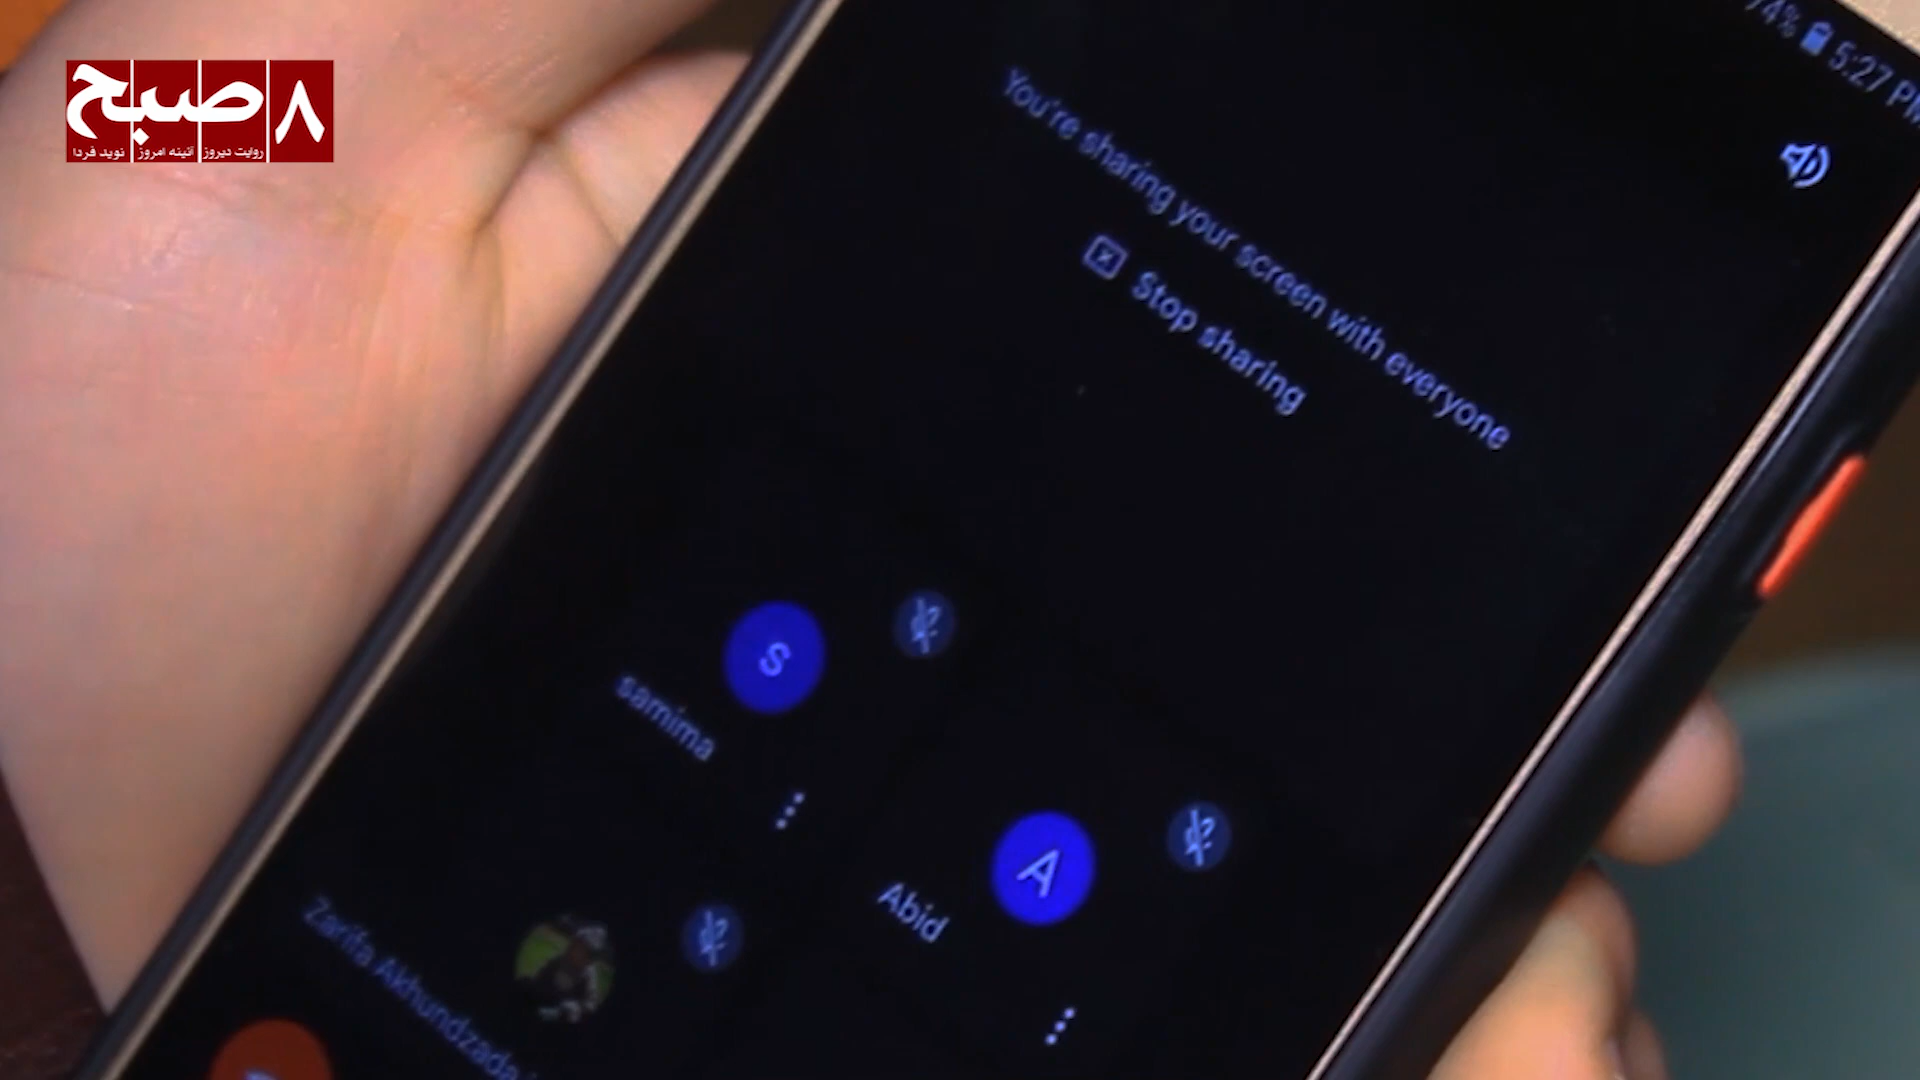 ۸صبح
روایت دیروز آئینه امروز نوید فردا
74% 5:27 PM
You're sharing your screen with everyone
Stop sharing
S
samima
A
Abid
Zarifa Akhundzada